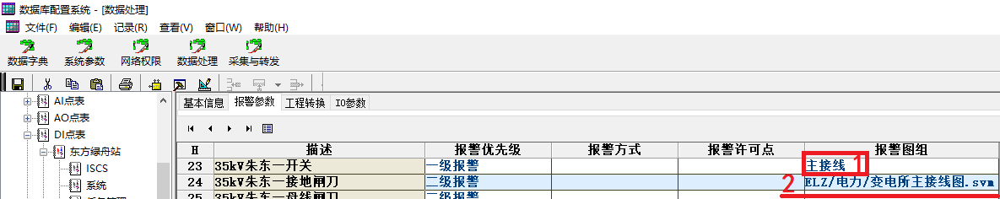 数据库配置系统 - [数据处理]
文件(F) 编辑(E) 记录(R) 查看(V) 窗口(W) 帮助(H)
数据字典 系统参数 网络权限 数据处理 采集与转发
AI点表
AO点表
DI点表
东方绿舟站
ISCS
系统
基本信息 报警参数 工程转换 IO参数
H 描述 报警优先级 报警方式 报警许可点 报警图组
23 35kV朱东一开关 一级报警 主接线 1
24 35kV朱东一接地闸刀 二级报警 2 ELZ/电力/变电所主接线图.svm
25 35kV朱东一母线闸刀 二级报警